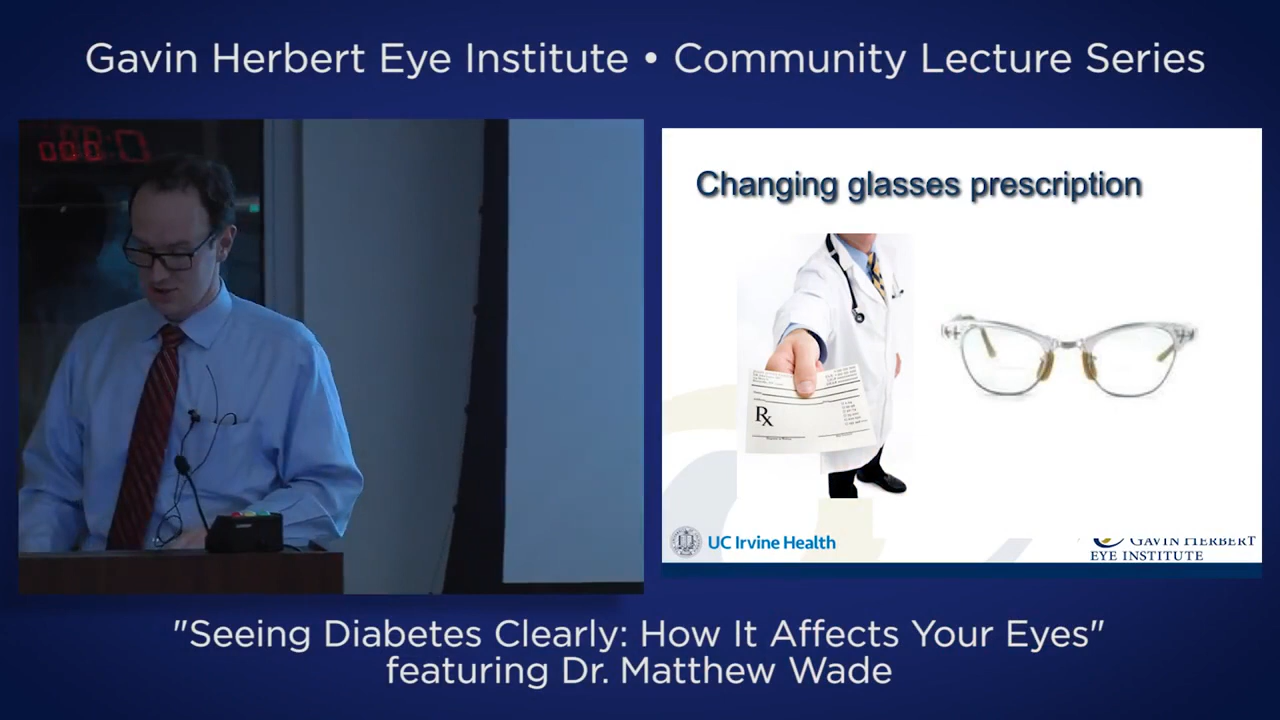 Gavin Herbert Eye Institute • Community Lecture Series
Changing glasses prescription
Rx
UC Irvine Health
GAVIN HERBERT
EYE INSTITUTE
"Seeing Diabetes Clearly: How It Affects Your Eyes"
featuring Dr. Matthew Wade